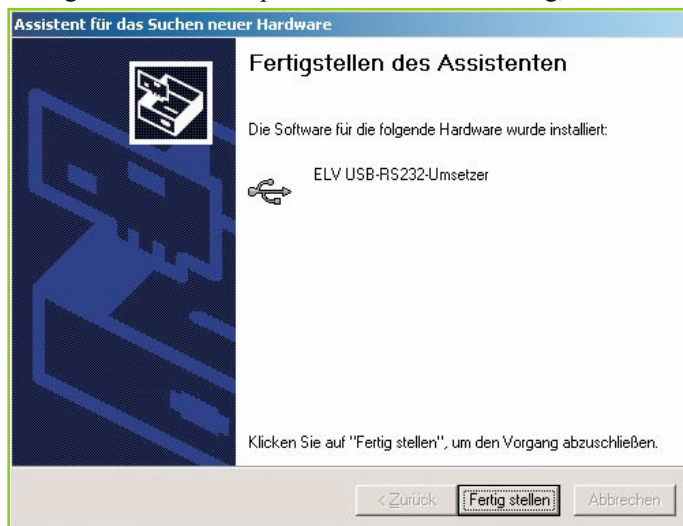 Assistent für das Suchen neuer Hardware
Fertigstellen des Assistenten
Die Software für die folgende Hardware wurde installiert:
ELV USB-RS232-Umsetzer
Klicken Sie auf "Fertig stellen", um den Vorgang abzuschließen.
< Zurück Fertig stellen Abbrechen